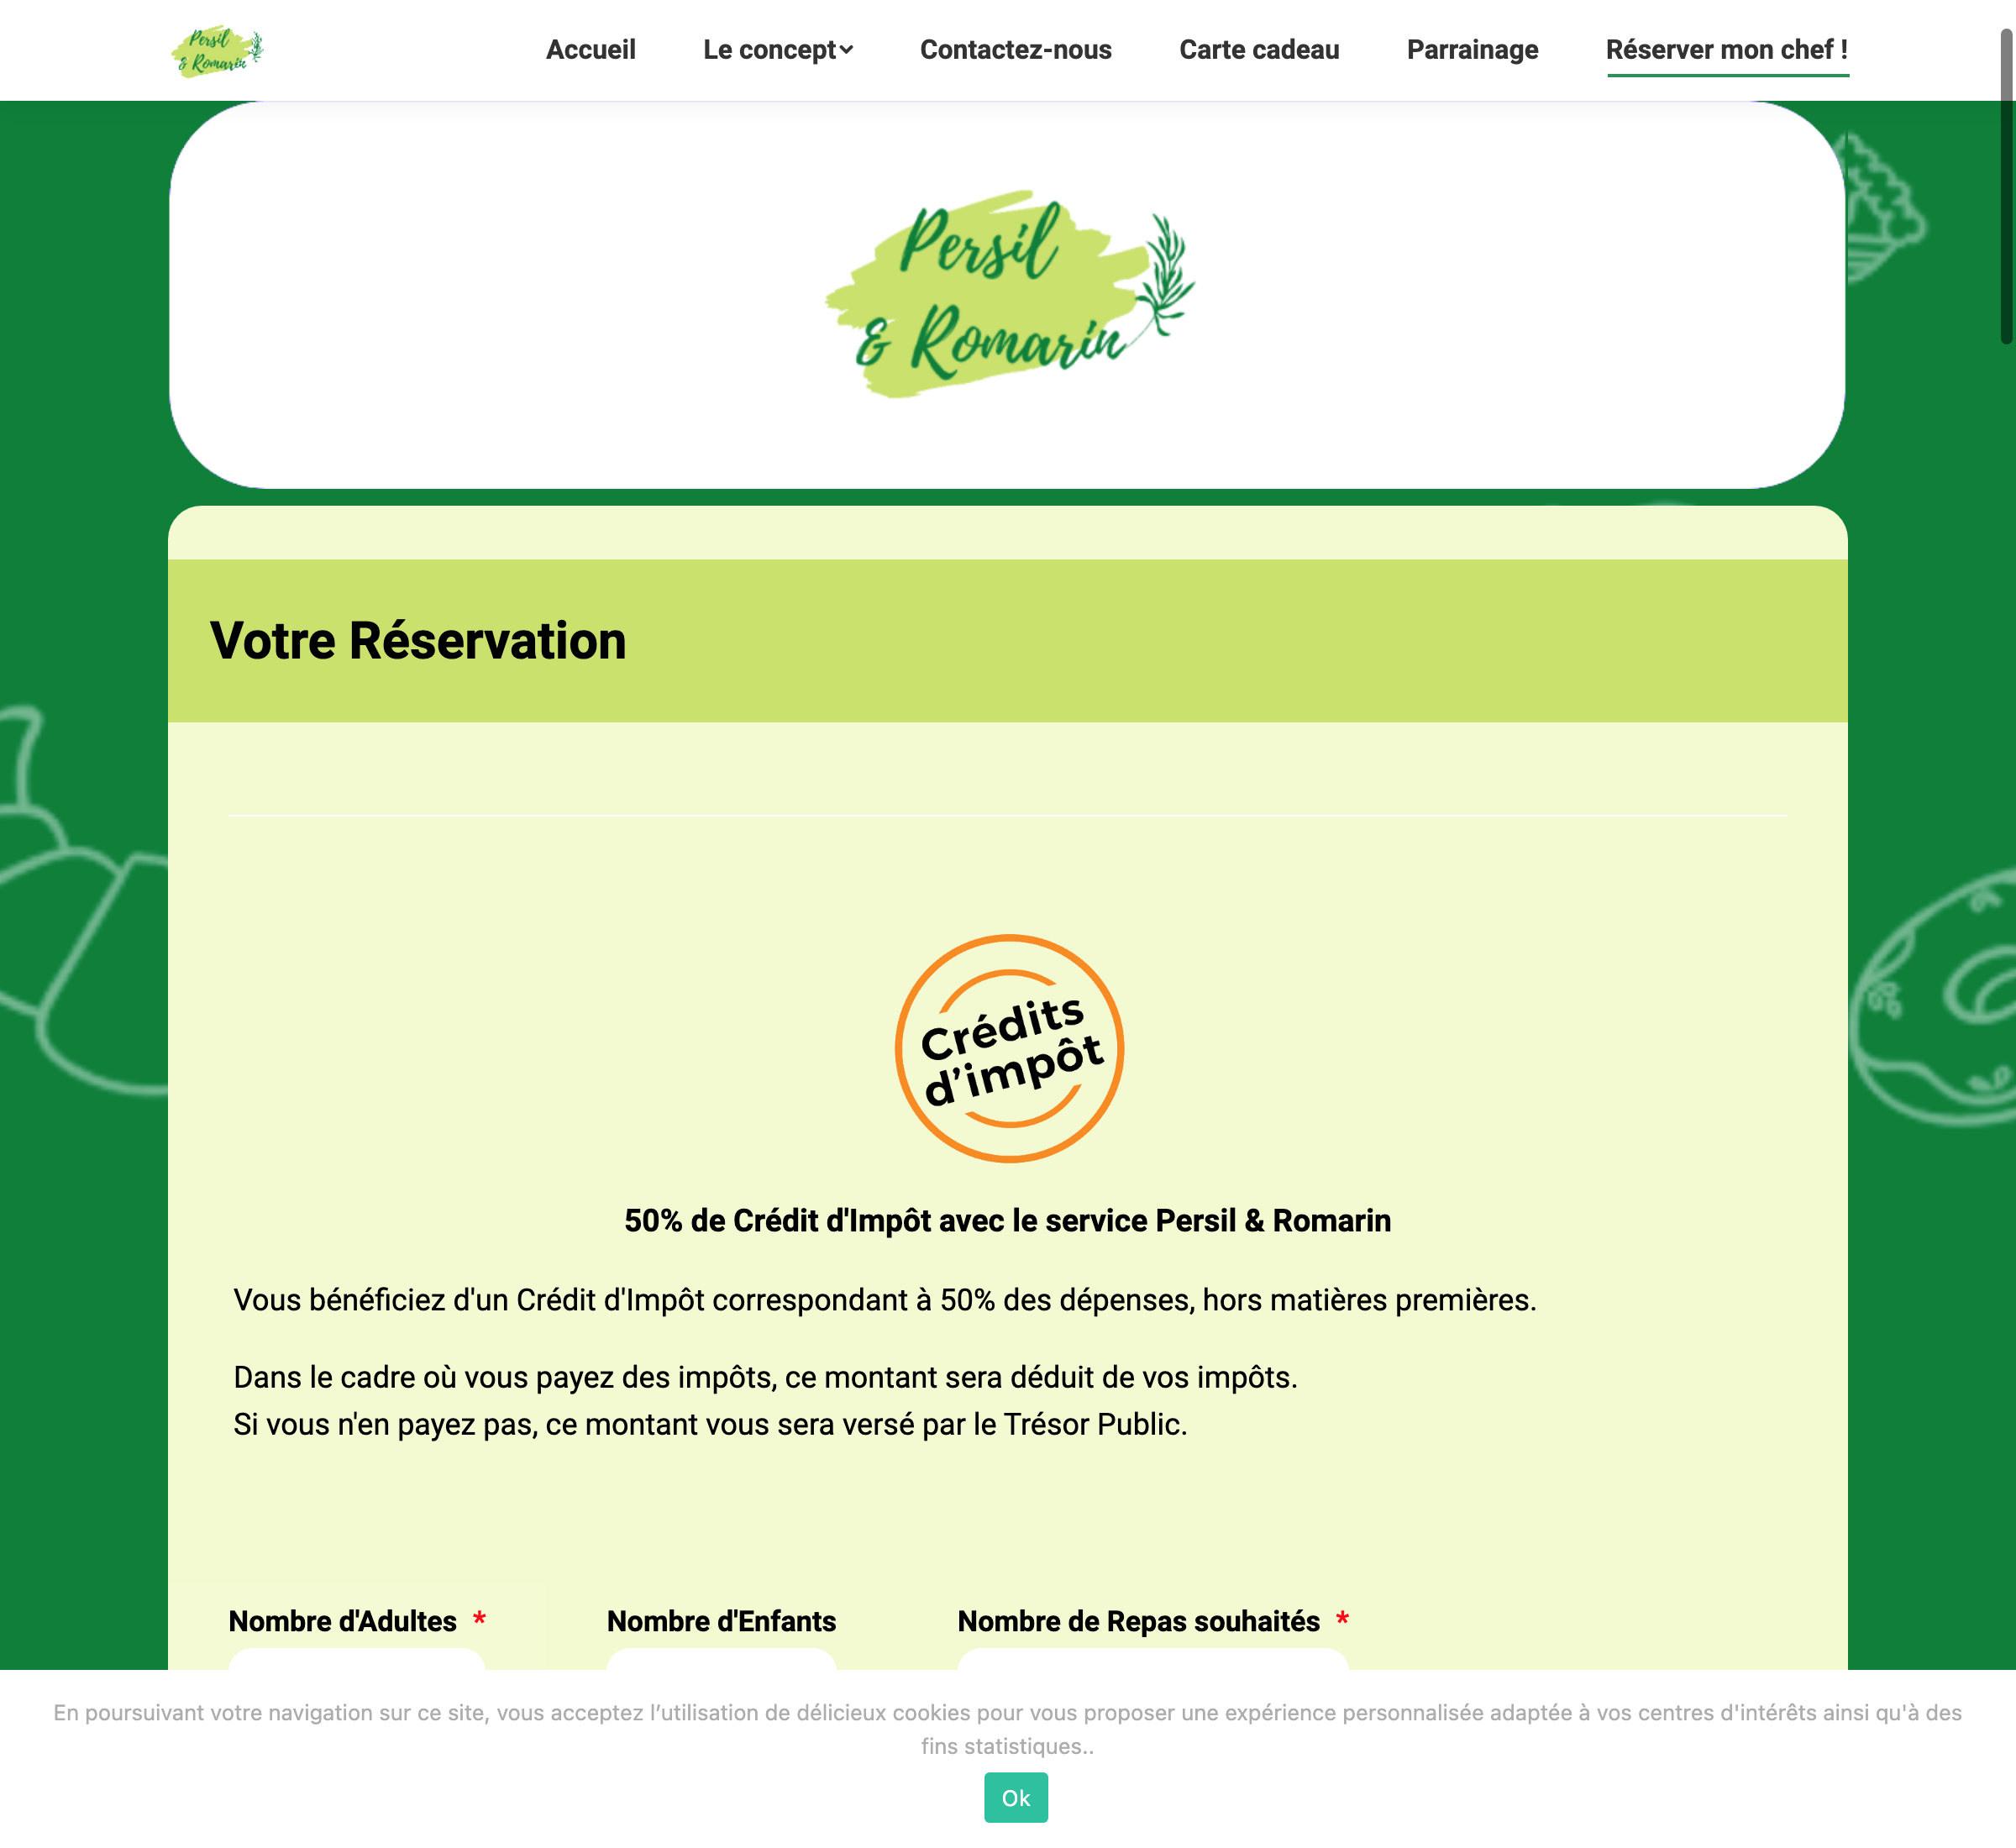 Persil
& Romarin
Accueil
Le concept
Contactez-nous
Carte cadeau
Parrainage
Réserver mon chef !
Persil
& Romarin
Votre Réservation
Crédits
d'impôt
50% de Crédit d'Impôt avec le service Persil & Romarin
Vous bénéficiez d'un Crédit d'Impôt correspondant à 50% des dépenses, hors matières premières.
Dans le cadre où vous payez des impôts, ce montant sera déduit de vos impôts.
Si vous n'en payez pas, ce montant vous sera versé par le Trésor Public.
Nombre d'Adultes *
Nombre d'Enfants
Nombre de Repas souhaités *
En poursuivant votre navigation sur ce site, vous acceptez l’utilisation de délicieux cookies pour vous proposer une expérience personnalisée adaptée à vos centres d'intérêts ainsi qu'à des
fins statistiques..
Ok